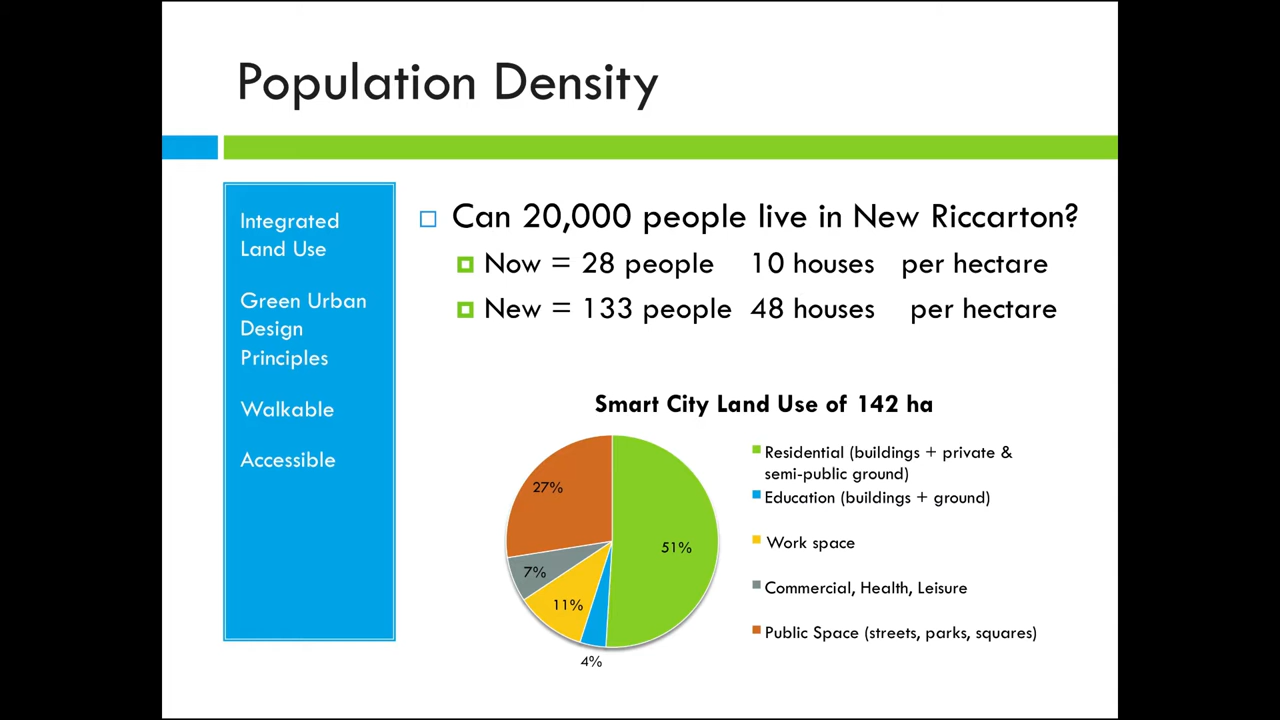 Population Density
Integrated
Land Use
Green Urban
Design
Principles
Walkable
Accessible
Can 20,000 people live in New Riccarton?
Now = 28 people 10 houses per hectare
New = 133 people 48 houses per hectare
Smart City Land Use of 142 ha
27%
51%
7%
11%
4%
Residential (buildings + private &
semi-public ground)
Education (buildings + ground)
Work space
Commercial, Health, Leisure
Public Space (streets, parks, squares)